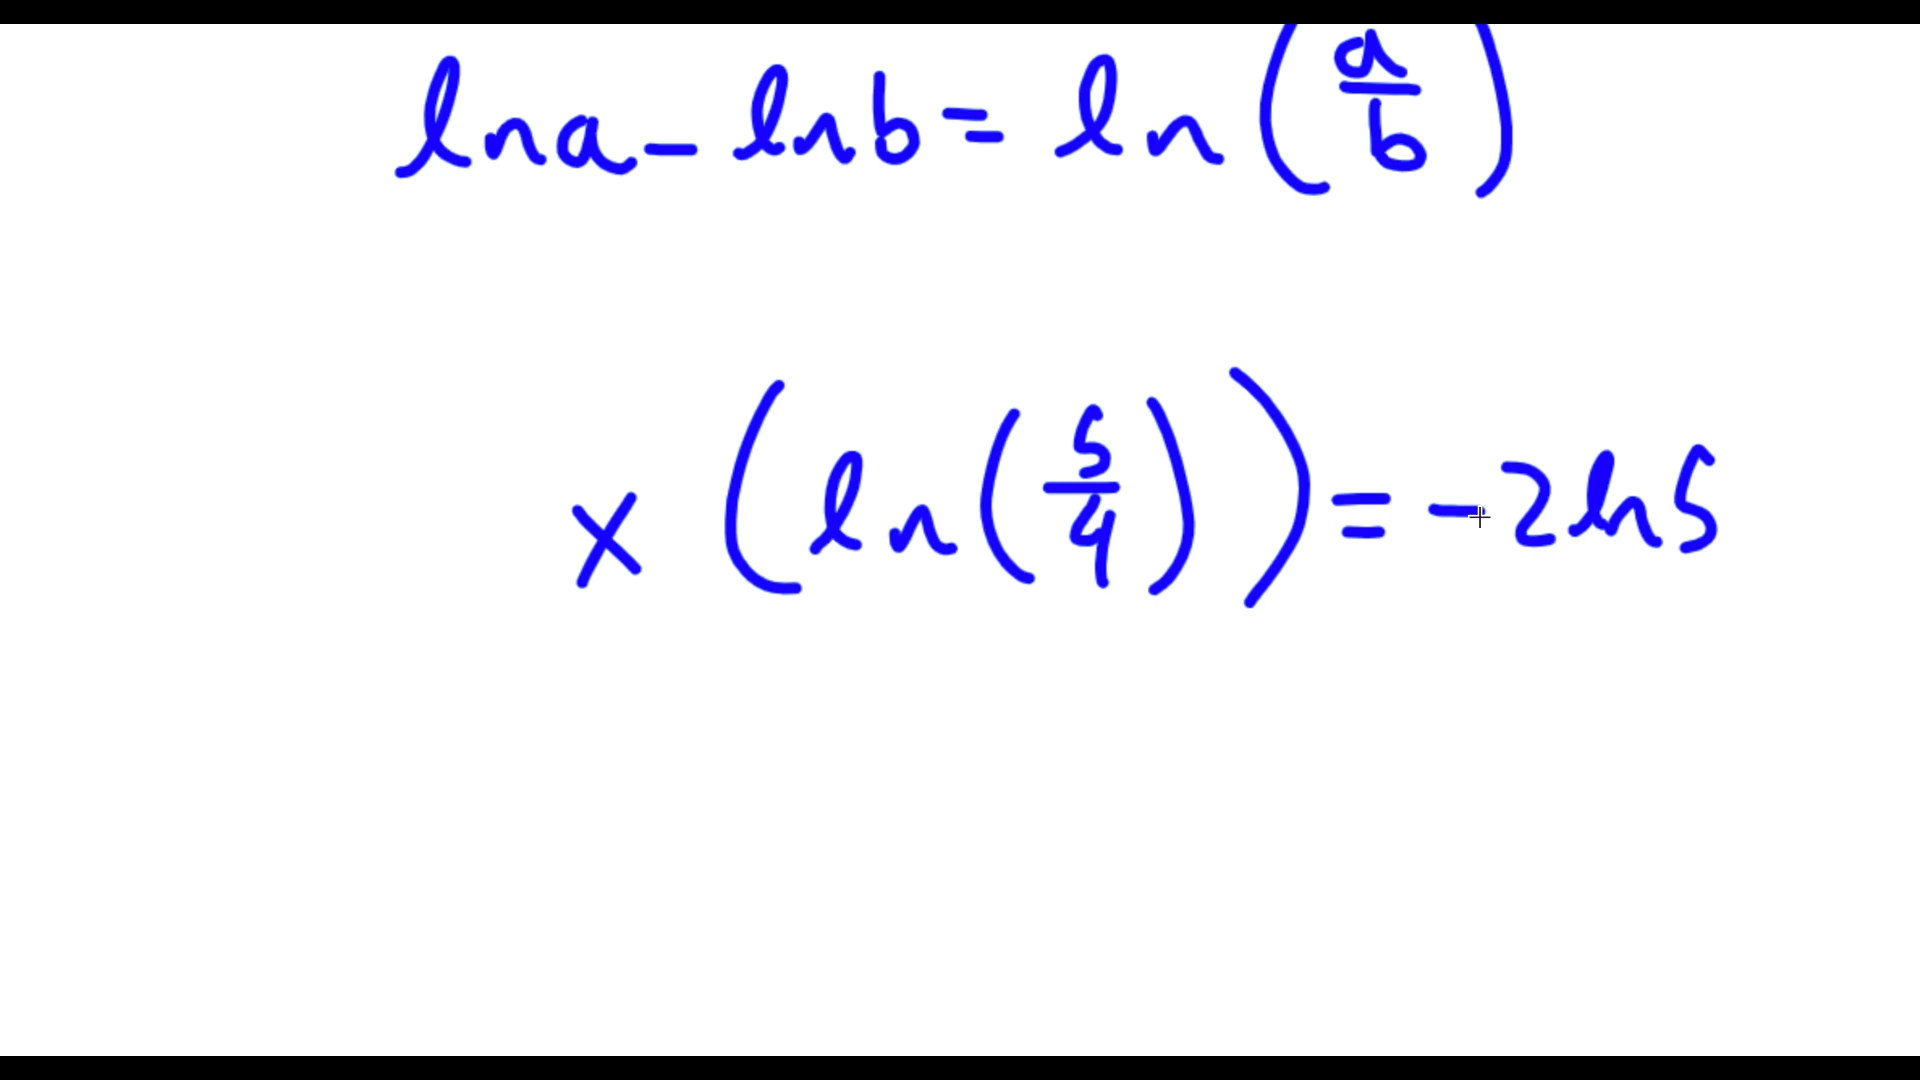 ln a - ln b = ln (a/b)
x (ln (5/4)) = -2 ln 5